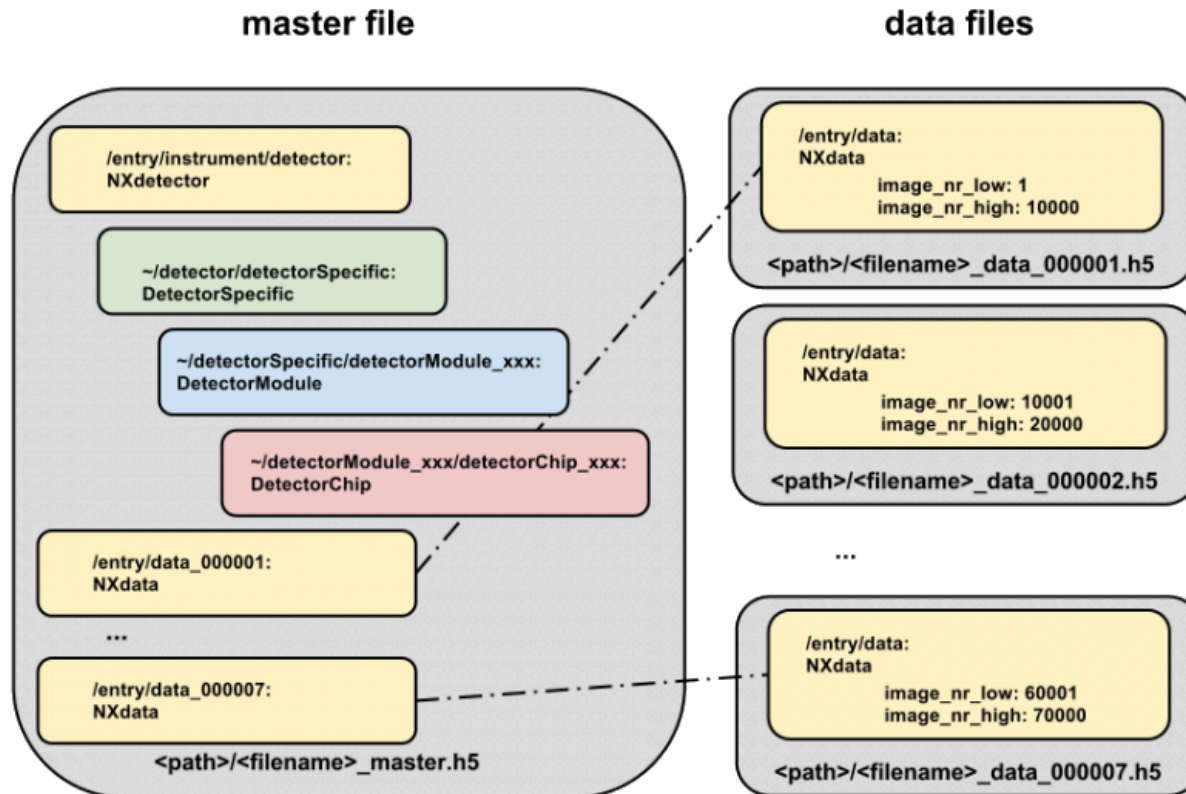 master file
/entry/instrument/detector:
NXdetector
~/detector/detectorSpecific:
DetectorSpecific
~/detectorSpecific/detectorModule_xxx:
DetectorModule
~/detectorModule_xxx/detectorChip_xxx:
DetectorChip
/entry/data_000001:
NXdata
...
/entry/data_000007:
NXdata
<path>/<filename>_master.h5
data files
/entry/data:
NXdata
image_nr_low: 1
image_nr_high: 10000
<path>/<filename>_data_000001.h5
/entry/data:
NXdata
image_nr_low: 10001
image_nr_high: 20000
<path>/<filename>_data_000002.h5
...
/entry/data:
NXdata
image_nr_low: 60001
image_nr_high: 70000
<path>/<filename>_data_000007.h5